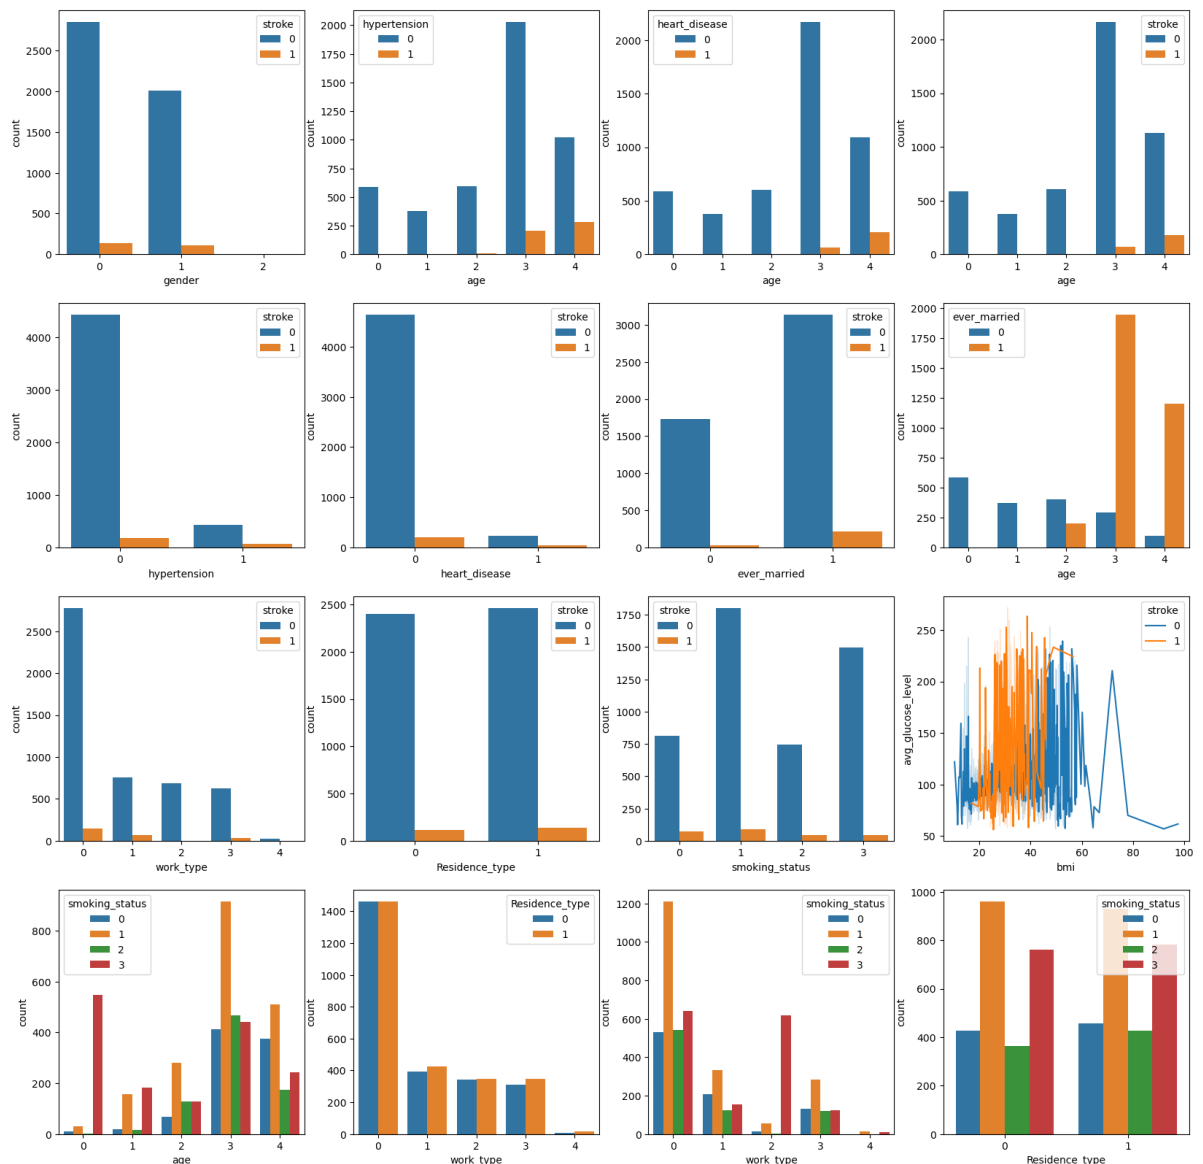 stroke
0
1
2500
2000
1500
1000
500
0
count
0 1 2
gender
hypertension
0
1
2000
1750
1500
1250
1000
750
500
250
0
count
0 1 2 3 4
age
heart_disease
0
1
2000
1500
1000
500
0
count
0 1 2 3 4
age
stroke
0
1
2000
1500
1000
500
0
count
0 1 2 3 4
age
stroke
0
1
4000
3000
2000
1000
0
count
0 1
hypertension
stroke
0
1
4000
3000
2000
1000
0
count
0 1
heart_disease
stroke
0
1
3000
2500
2000
1500
1000
500
0
count
0 1
ever_married
ever_married
0
1
2000
1750
1500
1250
1000
750
500
250
0
count
0 1 2 3 4
age
stroke
0
1
2500
2000
1500
1000
500
0
count
0 1 2 3 4
work_type
stroke
0
1
2500
2000
1500
1000
500
0
count
0 1
Residence_type
stroke
0
1
1750
1500
1250
1000
750
500
250
0
count
0 1 2 3
smoking_status
stroke
0
1
250
200
150
100
50
avg_glucose_level
20 40 60 80 100
bmi
smoking_status
0
1
2
3
800
600
400
200
0
count
0 1 2 3 4
age
Residence_type
0
1
1400
1200
1000
800
600
400
200
0
count
0 1 2 3 4
work_type
smoking_status
0
1
2
3
1200
1000
800
600
400
200
0
count
0 1 2 3 4
work_type
smoking_status
0
1
2
3
1000
800
600
400
200
0
count
0 1
Residence_type